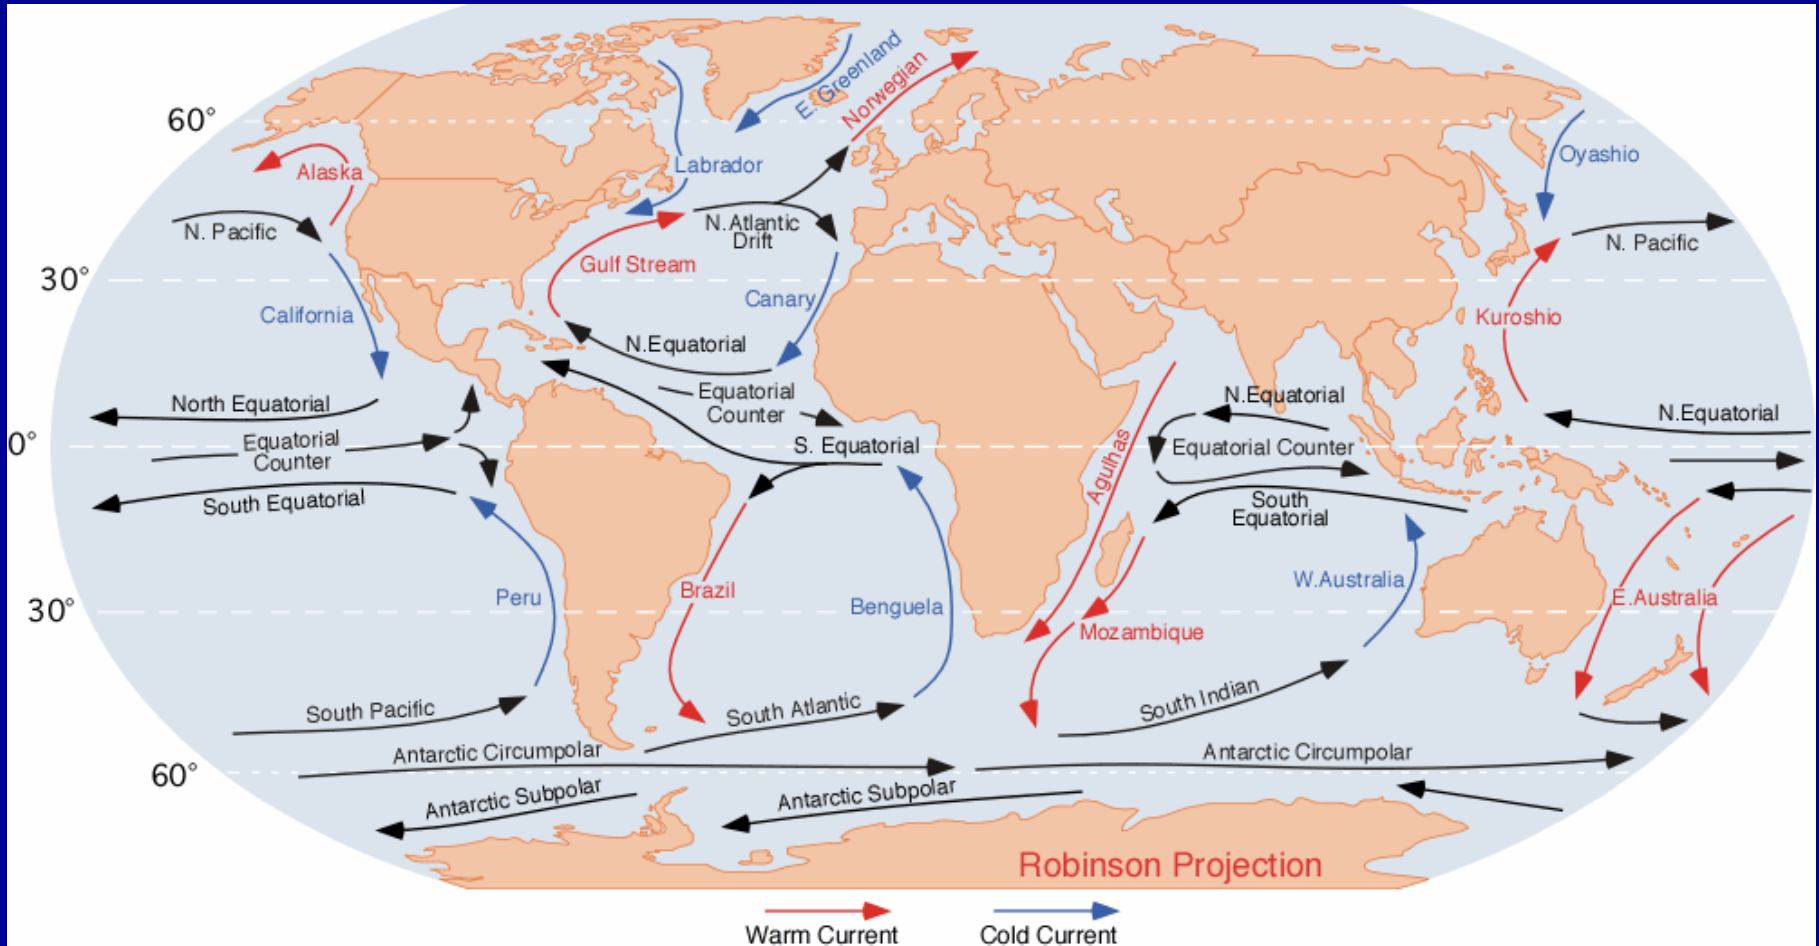 E. Greenland
Norwegian
60°
Labrador
Oyashio
Alaska
N. Pacific
N.Atlantic
Drift
N. Pacific
Gulf Stream
30°
Canary
California
Kuroshio
N.Equatorial
Equatorial
Counter
N.Equatorial
North Equatorial
N.Equatorial
0°
Equatorial
Counter
S. Equatorial
Equatorial Counter
Agulhas
South Equatorial
South
Equatorial
Peru
Brazil
Benguela
W.Australia
E.Australia
30°
Mozambique
South Pacific
South Atlantic
South Indian
Antarctic Circumpolar
Antarctic Circumpolar
60°
Antarctic Subpolar
Antarctic Subpolar
Robinson Projection
Warm Current
Cold Current